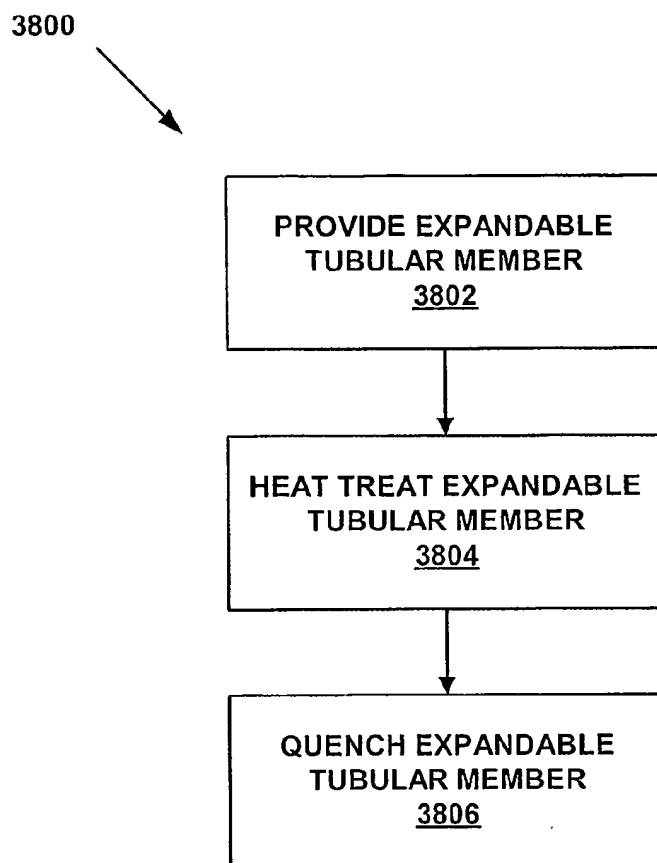 3800
PROVIDE EXPANDABLE
TUBULAR MEMBER
3802
HEAT TREAT EXPANDABLE
TUBULAR MEMBER
3804
QUENCH EXPANDABLE
TUBULAR MEMBER
3806